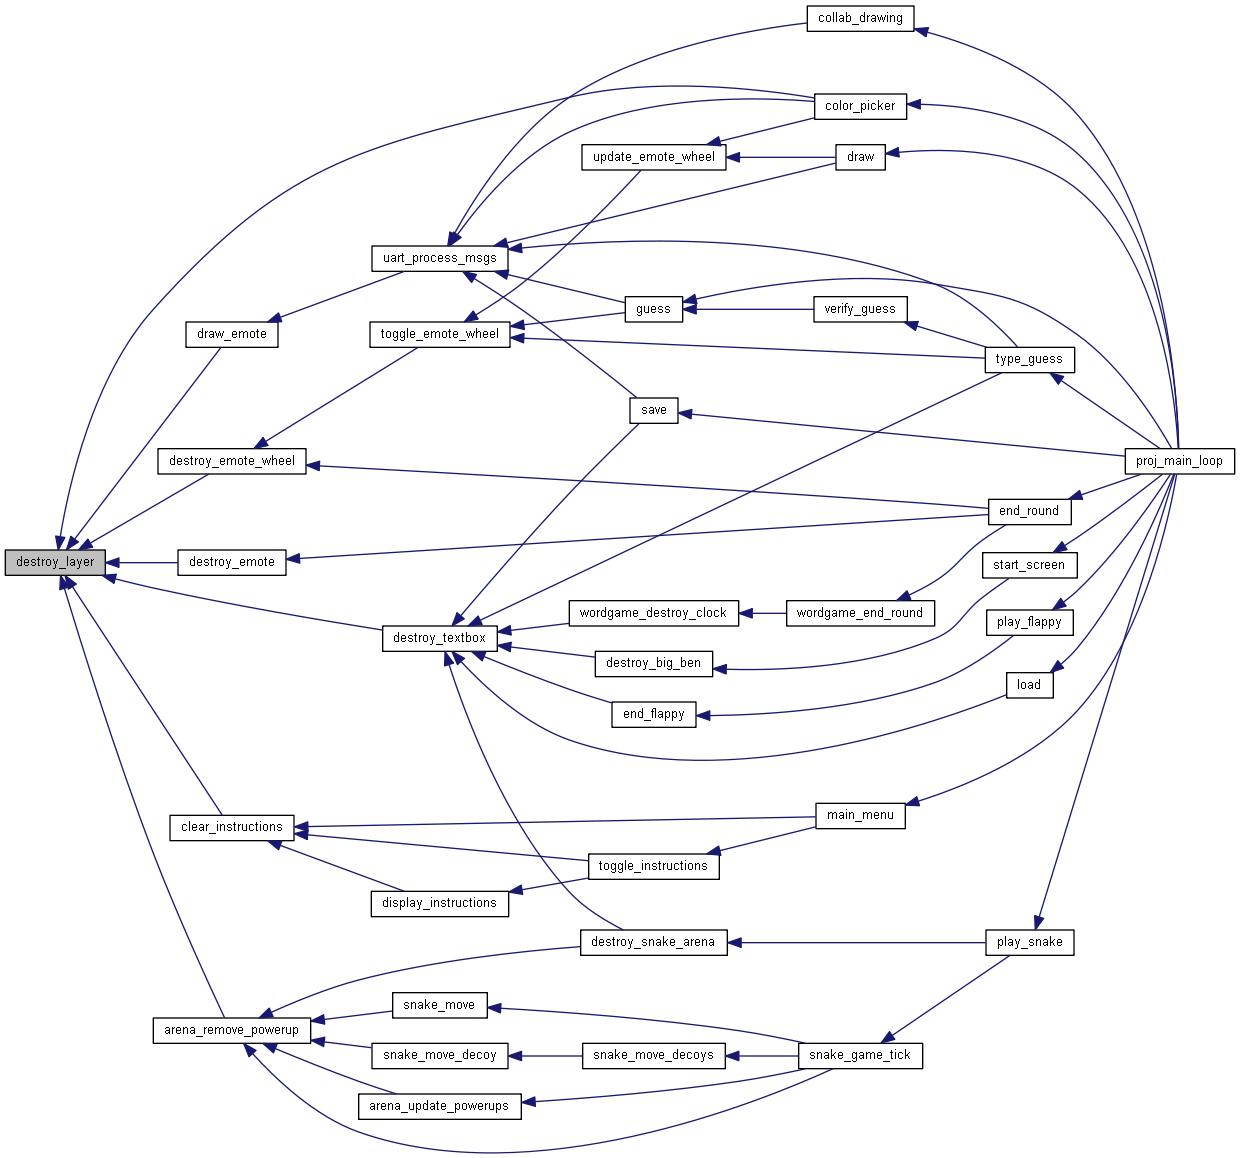 collab_drawing
color_picker
update_emote_wheel
draw
uart_process_msgs
guess
verify_guess
draw_emote
toggle_emote_wheel
type_guess
save
destroy_emote_wheel
proj_main_loop
end_round
destroy_layer
destroy_emote
start_screen
wordgame_destroy_clock
wordgame_end_round
play_flappy
destroy_textbox
destroy_big_ben
load
end_flappy
main_menu
clear_instructions
toggle_instructions
display_instructions
destroy_snake_arena
play_snake
snake_move
arena_remove_powerup
snake_move_decoy
snake_move_decoys
snake_game_tick
arena_update_powerups